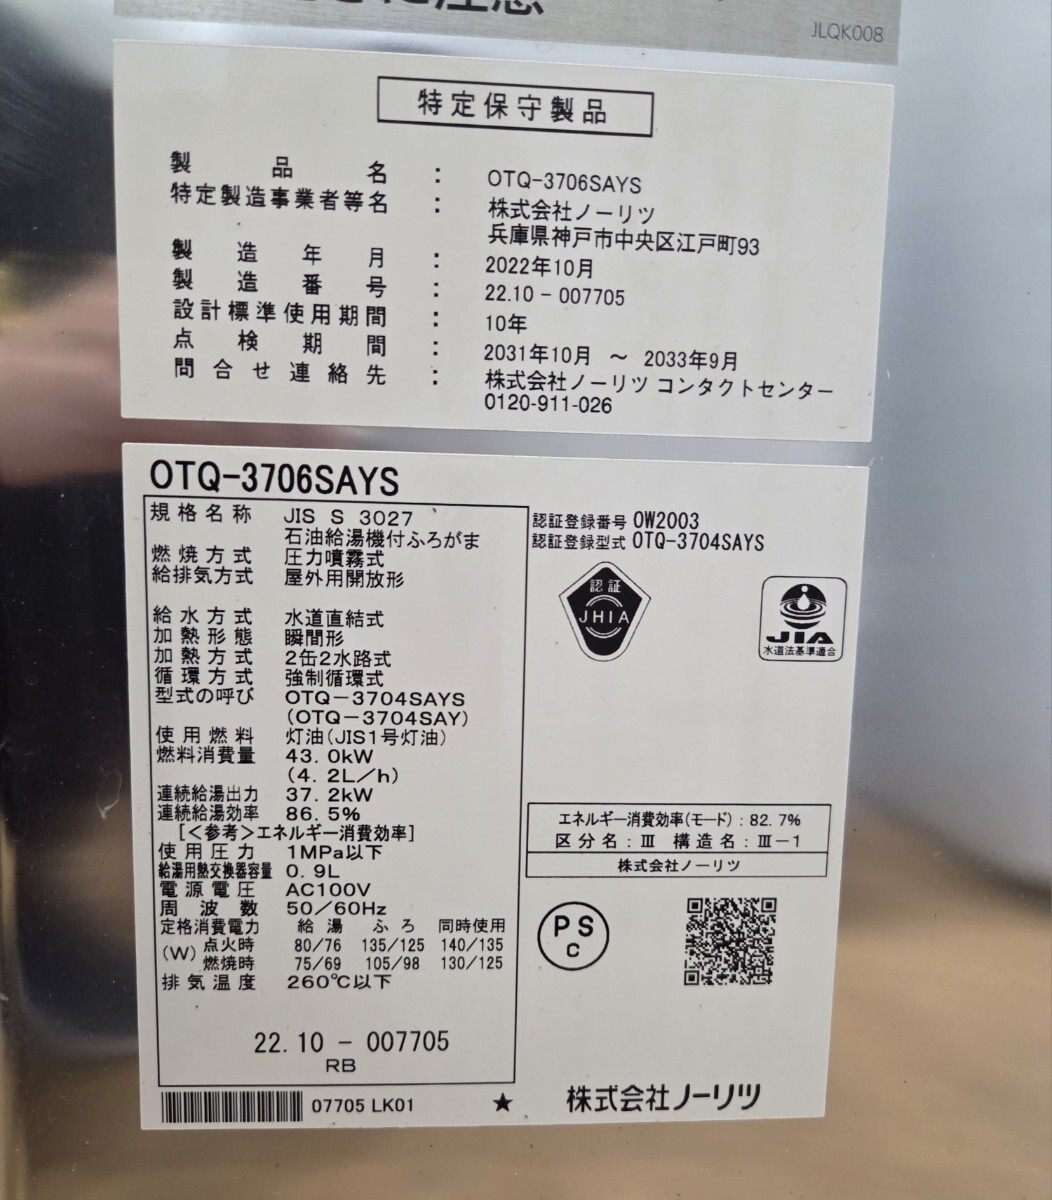 注意
JLQK008
特定保守製品
製品名 : OTQ-3706SAYS
特定製造事業者等名 : 株式会社ノーリツ
兵庫県神戸市中央区江戸町93
製造年月 : 2022年10月
製造番号 : 22.10 - 007705
設計標準使用期間 : 10年
点検期間 : 2031年10月 ～ 2033年9月
問合せ連絡先 : 株式会社ノーリツ コンタクトセンター
0120-911-026
OTQ-3706SAYS
規格名称 JIS S 3027
石油給湯機付ふろがま
燃焼方式 圧力噴霧式
給排気方式 屋外用開放形
給水方式 水道直結式
加熱形態 瞬間形
加熱方式 2缶2水路式
循環方式 強制循環式
型式の呼び OTQ-3704SAYS
(OTQ-3704SAY)
使用燃料 灯油(JIS1号灯油)
燃料消費量 43.0kW
(4.2L/h)
連続給湯出力 37.2kW
連続給湯効率 86.5%
[<参考>エネルギー消費効率]
使用圧力 1MPa以下
給湯用熱交換器容量 0.9L
電源電圧 AC100V
周波数 50/60Hz
定格消費電力 給湯 ふろ 同時使用
(W) 点火時 80/76 135/125 140/135
燃焼時 75/69 105/98 130/125
排気温度 260℃以下
22.10 - 007705
RB
07705 LK01 ★
認証登録番号 OW2003
認証登録型式 OTQ-3704SAYS
認証
JHIA
JIA
水道法基準適合
エネルギー消費効率(モード) : 82.7%
区分名 : Ⅲ 構造名 : Ⅲ-1
株式会社ノーリツ
PS
C
株式会社ノーリツ